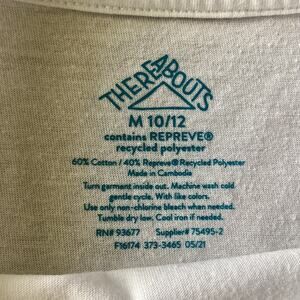 THEREABOUTS
M 10/12
contains REPREVE®
recycled polyester
60% Cotton / 40% Repreve® Recycled Polyester
Made in Cambodia
Turn garment inside out. Machine wash cold,
gentle cycle. With like colors.
Use only non-chlorine bleach when needed.
Tumble dry low. Cool iron if needed.
RN# 93677 Supplier# 75495-2
F16174 373-3465 05/21